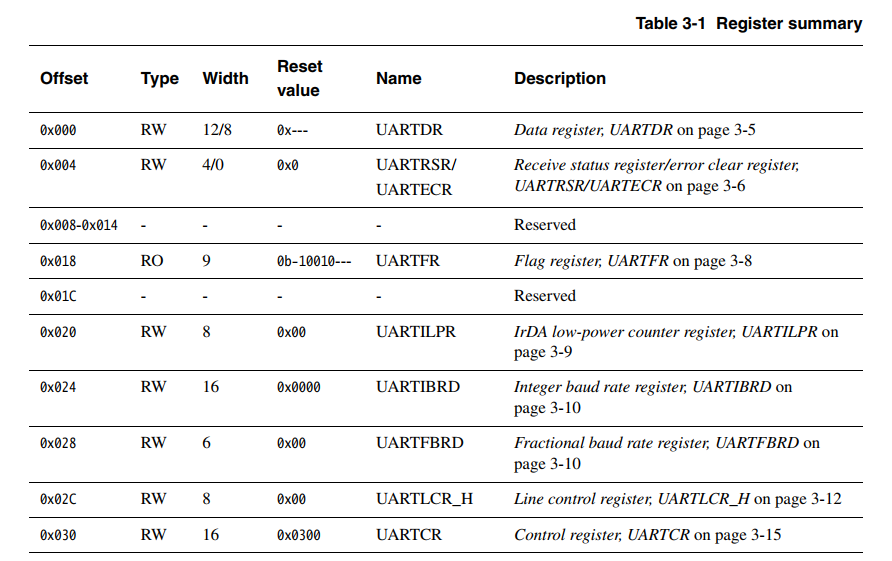 Table 3-1 Register summary
Offset Type Width Reset value Name Description
0x000 RW 12/8 0x--- UARTDR Data register, UARTDR on page 3-5
0x004 RW 4/0 0x0 UARTRSR/ Receive status register/error clear register,
UARTECR UARTRSR/UARTECR on page 3-6
0x008-0x014 - - - - Reserved
0x018 RO 9 0b-10010--- UARTFR Flag register, UARTFR on page 3-8
0x01C - - - - Reserved
0x020 RW 8 0x00 UARTILPR IrDA low-power counter register, UARTILPR on
page 3-9
0x024 RW 16 0x0000 UARTIBRD Integer baud rate register, UARTIBRD on
page 3-10
0x028 RW 6 0x00 UARTFBRD Fractional baud rate register, UARTFBRD on
page 3-10
0x02C RW 8 0x00 UARTLCR_H Line control register, UARTLCR_H on page 3-12
0x030 RW 16 0x0300 UARTCR Control register, UARTCR on page 3-15